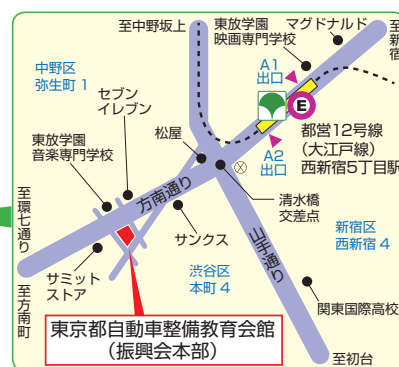 至中野坂上
東放学園
映画専門学校
マグドナルド
至新宿
中野区
弥生町 1
A1
出口
セブン
イレブン
E
都営12号線
(大江戸線)
西新宿5丁目駅
東放学園
音楽専門学校
松屋
A2
出口
方南通り
清水橋
交差点
至環七通り
サンクス
新宿区
西新宿 4
山手通り
サミット
ストア
渋谷区
本町 4
至方南町
関東国際高校
東京都自動車整備教育会館
(振興会本部)
至初台